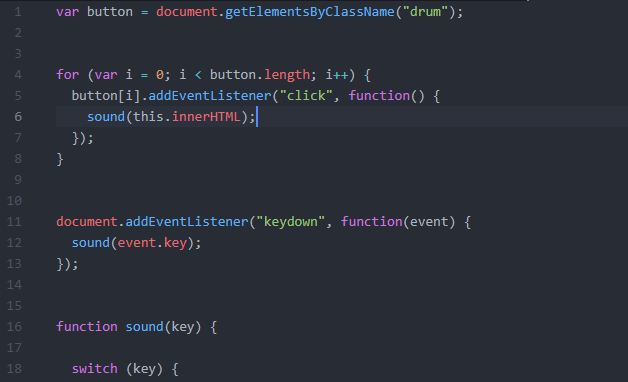 1 var button = document.getElementsByClassName("drum");
2
3
4 for (var i = 0; i < button.length; i++) {
5 button[i].addEventListener("click", function() {
6 sound(this.innerHTML);
7 });
8 }
9
10
11 document.addEventListener("keydown", function(event) {
12 sound(event.key);
13 });
14
15
16 function sound(key) {
17
18 switch (key) {